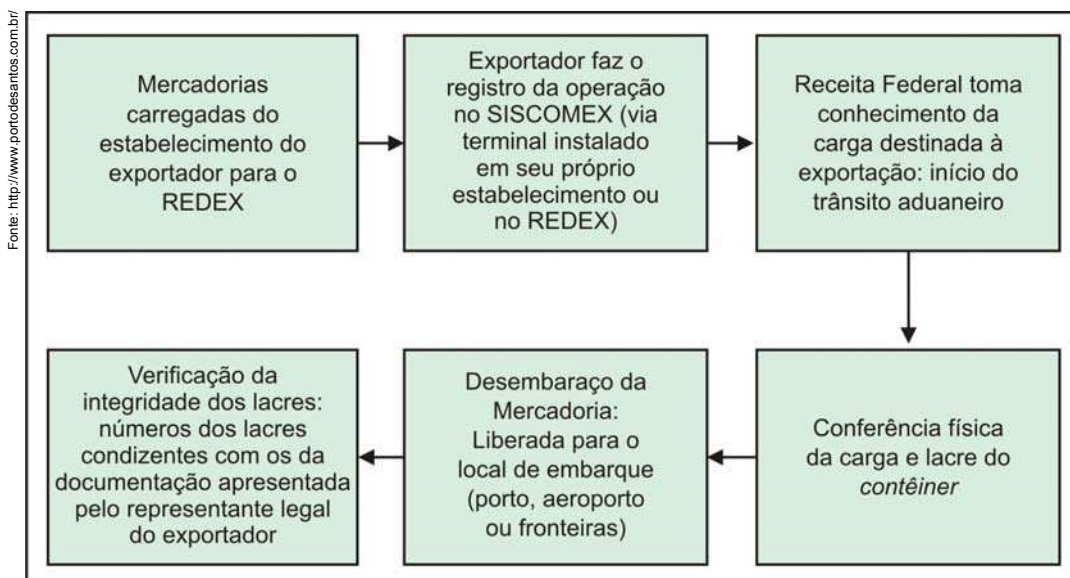 Fonte: http://www.portodesantos.com.br/
Mercadorias
carregadas do
estabelecimento do
exportador para o
REDEX
Exportador faz o
registro da operação
no SISCOMEX (via
terminal instalado
em seu próprio
estabelecimento ou
no REDEX)
Receita Federal toma
conhecimento da
carga destinada à
exportação: início do
trânsito aduaneiro
Conferência física
da carga e lacre do
contêiner
Desembaraço da
Mercadoria:
Liberada para o
local de embarque
(porto, aeroporto
ou fronteiras)
Verificação da
integridade dos lacres:
números dos lacres
condizentes com os da
documentação apresentada
pelo representante legal
do exportador